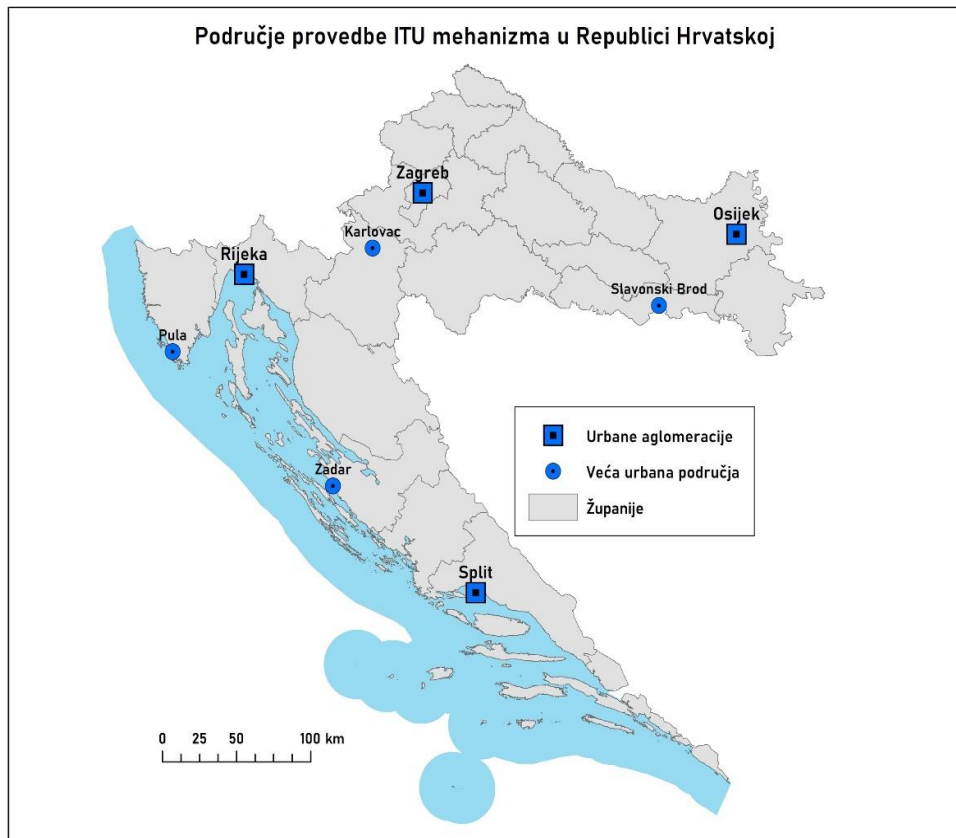 Područje provedbe ITU mehanizma u Republici Hrvatskoj
Zagreb
Karlovac
Osijek
Rijeka
Slavonski Brod
Pula
Zadar
Split
Urbane aglomeracije
Veća urbana područja
Županije
0 25 50 100 km